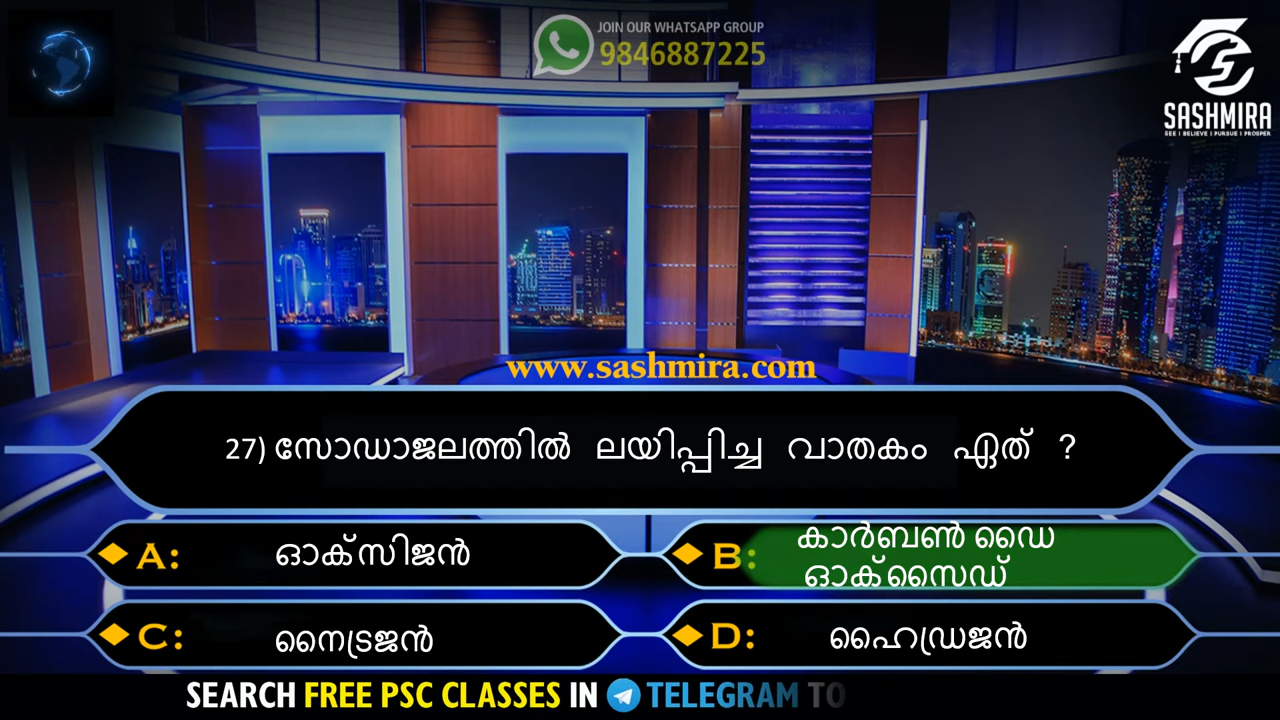 JOIN OUR WHATSAPP GROUP
9846887225
SASHMIRA
SEE | BELIEVE | PURSUE | PROSPER
www.sashmira.com
27) സോഡാജലത്തിൽ ലയിപ്പിച്ച വാതകം ഏത് ?
A: ഓക്സിജൻ
B: കാർബൺ ഡൈ
ഓക്സൈഡ്
C: നൈട്രജൻ
D: ഹൈഡ്രജൻ
SEARCH FREE PSC CLASSES IN TELEGRAM TO